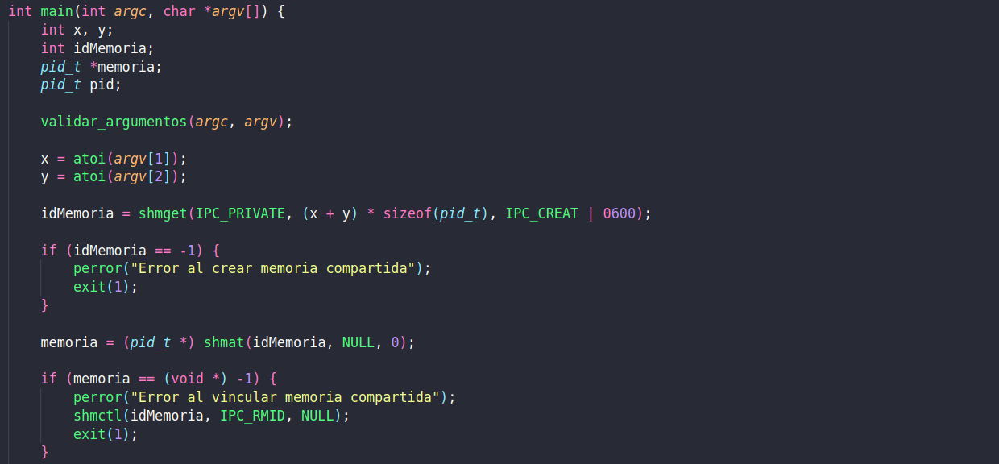 int main(int argc, char *argv[]) {
    int x, y;
    int idMemoria;
    pid_t *memoria;
    pid_t pid;

    validar_argumentos(argc, argv);

    x = atoi(argv[1]);
    y = atoi(argv[2]);

    idMemoria = shmget(IPC_PRIVATE, (x + y) * sizeof(pid_t), IPC_CREAT | 0600);

    if (idMemoria == -1) {
        perror("Error al crear memoria compartida");
        exit(1);
    }

    memoria = (pid_t *) shmat(idMemoria, NULL, 0);

    if (memoria == (void *) -1) {
        perror("Error al vincular memoria compartida");
        shmctl(idMemoria, IPC_RMID, NULL);
        exit(1);
    }